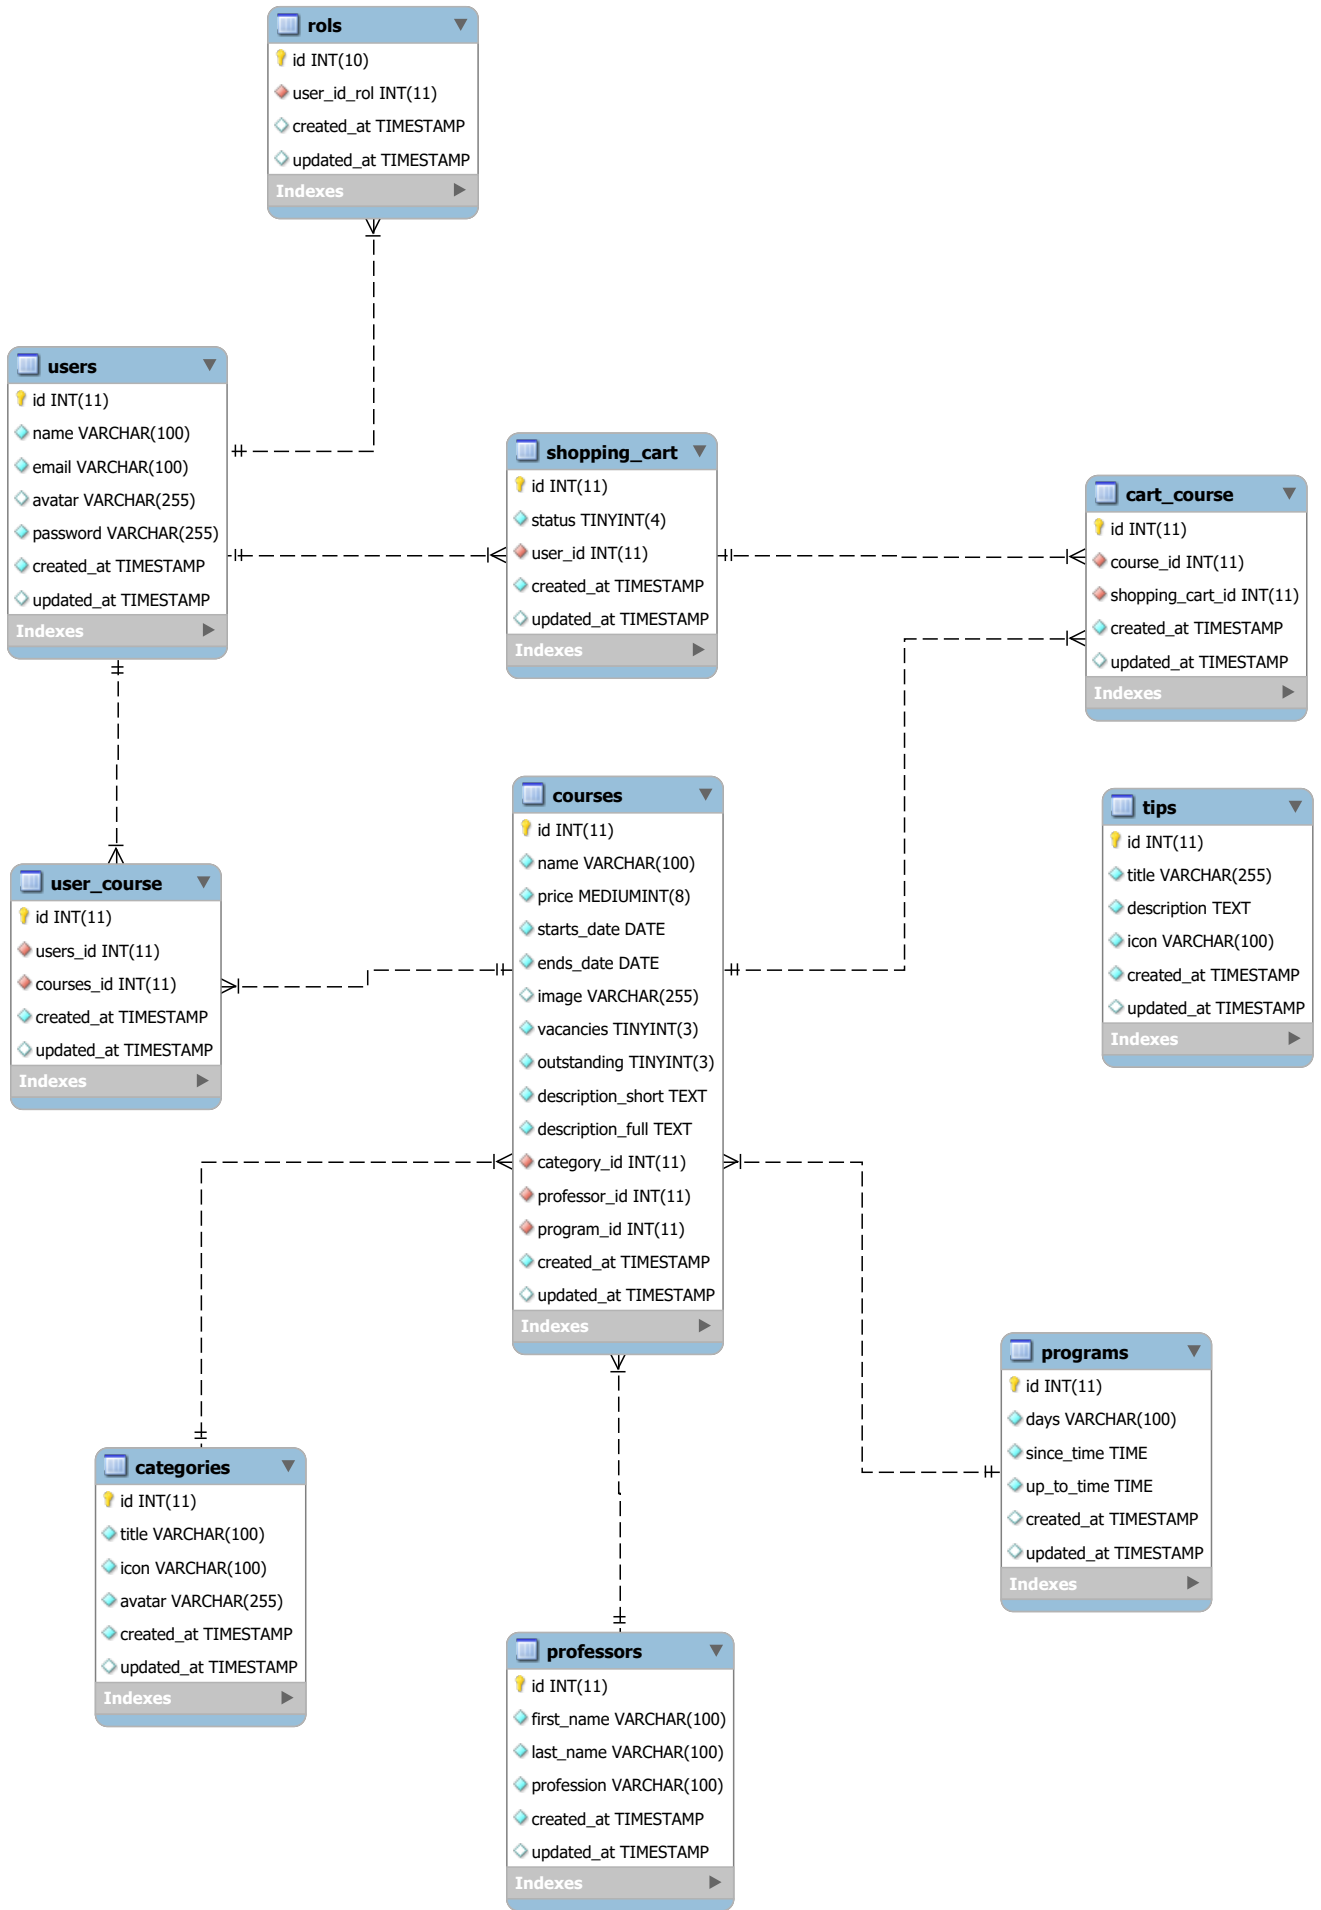 rols
id INT(10)
user_id_rol INT(11)
created_at TIMESTAMP
updated_at TIMESTAMP
Indexes
users
id INT(11)
name VARCHAR(100)
email VARCHAR(100)
avatar VARCHAR(255)
password VARCHAR(255)
created_at TIMESTAMP
updated_at TIMESTAMP
Indexes
shopping_cart
id INT(11)
status TINYINT(4)
user_id INT(11)
created_at TIMESTAMP
updated_at TIMESTAMP
Indexes
cart_course
id INT(11)
course_id INT(11)
shopping_cart_id INT(11)
created_at TIMESTAMP
updated_at TIMESTAMP
Indexes
user_course
id INT(11)
users_id INT(11)
courses_id INT(11)
created_at TIMESTAMP
updated_at TIMESTAMP
Indexes
courses
id INT(11)
name VARCHAR(100)
price MEDIUMINT(8)
starts_date DATE
ends_date DATE
image VARCHAR(255)
vacancies TINYINT(3)
outstanding TINYINT(3)
description_short TEXT
description_full TEXT
category_id INT(11)
professor_id INT(11)
program_id INT(11)
created_at TIMESTAMP
updated_at TIMESTAMP
Indexes
tips
id INT(11)
title VARCHAR(255)
description TEXT
icon VARCHAR(100)
created_at TIMESTAMP
updated_at TIMESTAMP
Indexes
categories
id INT(11)
title VARCHAR(100)
icon VARCHAR(100)
avatar VARCHAR(255)
created_at TIMESTAMP
updated_at TIMESTAMP
Indexes
programs
id INT(11)
days VARCHAR(100)
since_time TIME
up_to_time TIME
created_at TIMESTAMP
updated_at TIMESTAMP
Indexes
professors
id INT(11)
first_name VARCHAR(100)
last_name VARCHAR(100)
profession VARCHAR(100)
created_at TIMESTAMP
updated_at TIMESTAMP
Indexes